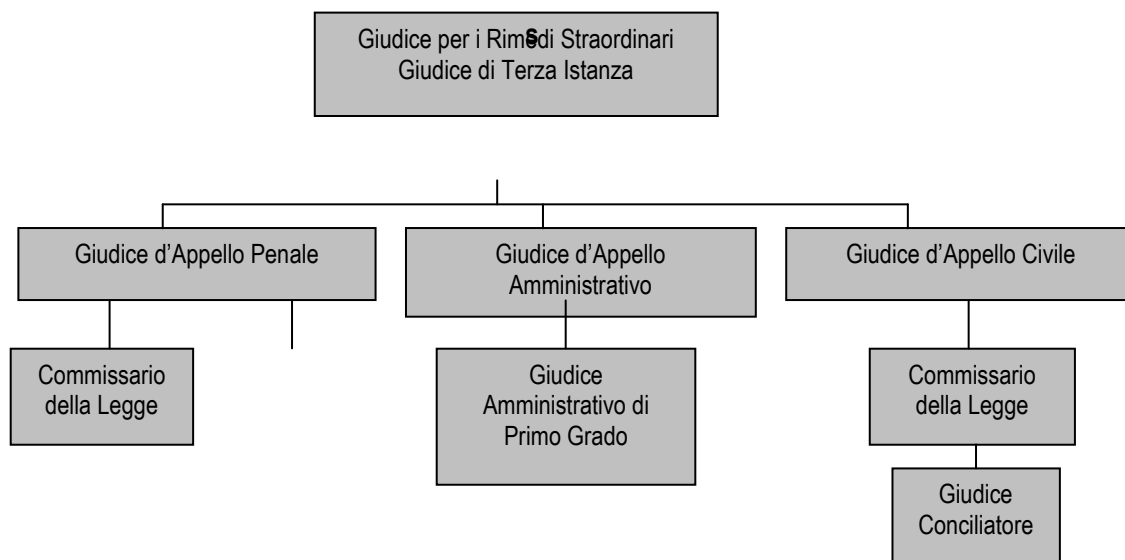 Giudice per i Rimedi Straordinari
S
Giudice di Terza Istanza
Giudice d'Appello Penale
Giudice d'Appello
Amministrativo
Giudice d'Appello Civile
Commissario
della Legge
Giudice
Amministrativo di
Primo Grado
Commissario
della Legge
Giudice
Conciliatore